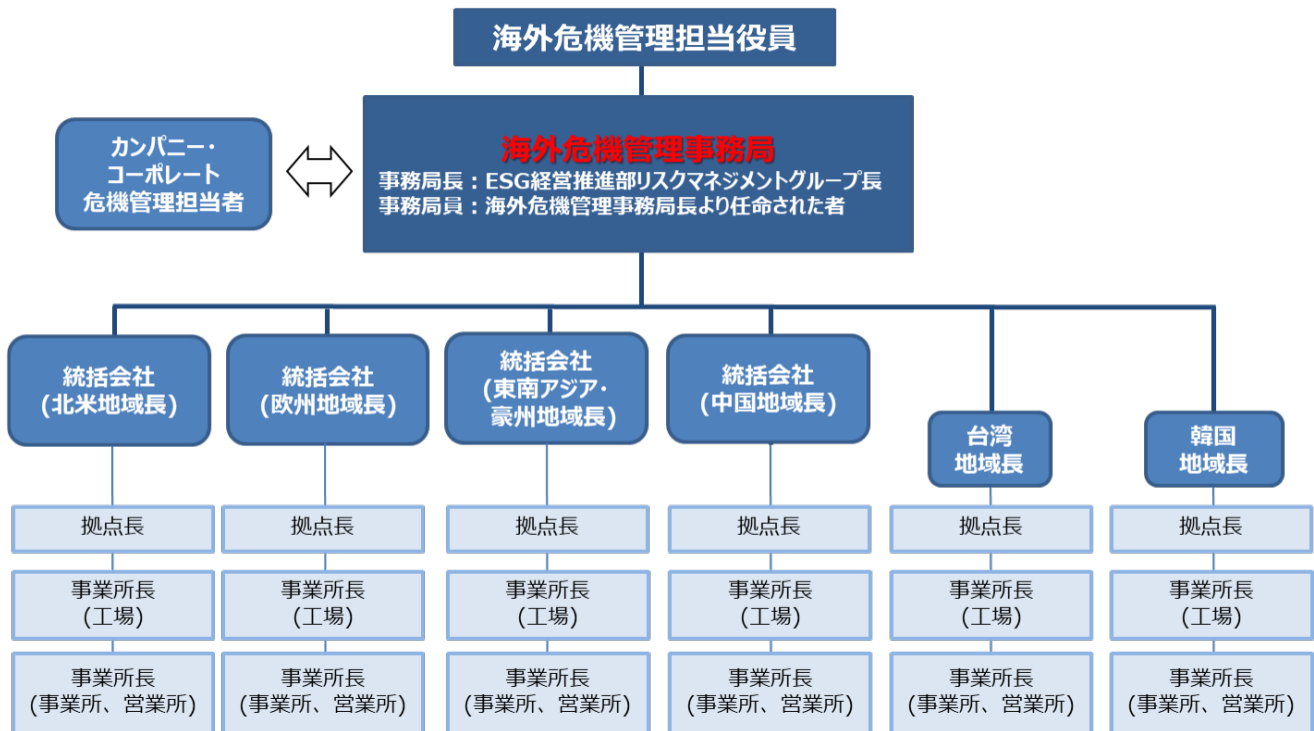 海外危機管理担当役員
カンパニー・
コーポレート
危機管理担当者
海外危機管理事務局
事務局長：ESG経営推進部リスクマネジメントグループ長
事務局員：海外危機管理事務局長より任命された者
統括会社
(北米地域長)
統括会社
(欧州地域長)
統括会社
(東南アジア・
豪州地域長)
統括会社
(中国地域長)
台湾
地域長
韓国
地域長
拠点長
拠点長
拠点長
拠点長
拠点長
拠点長
事業所長
(工場)
事業所長
(工場)
事業所長
(工場)
事業所長
(工場)
事業所長
(工場)
事業所長
(工場)
事業所長
(事業所、営業所)
事業所長
(事業所、営業所)
事業所長
(事業所、営業所)
事業所長
(事業所、営業所)
事業所長
(事業所、営業所)
事業所長
(事業所、営業所)